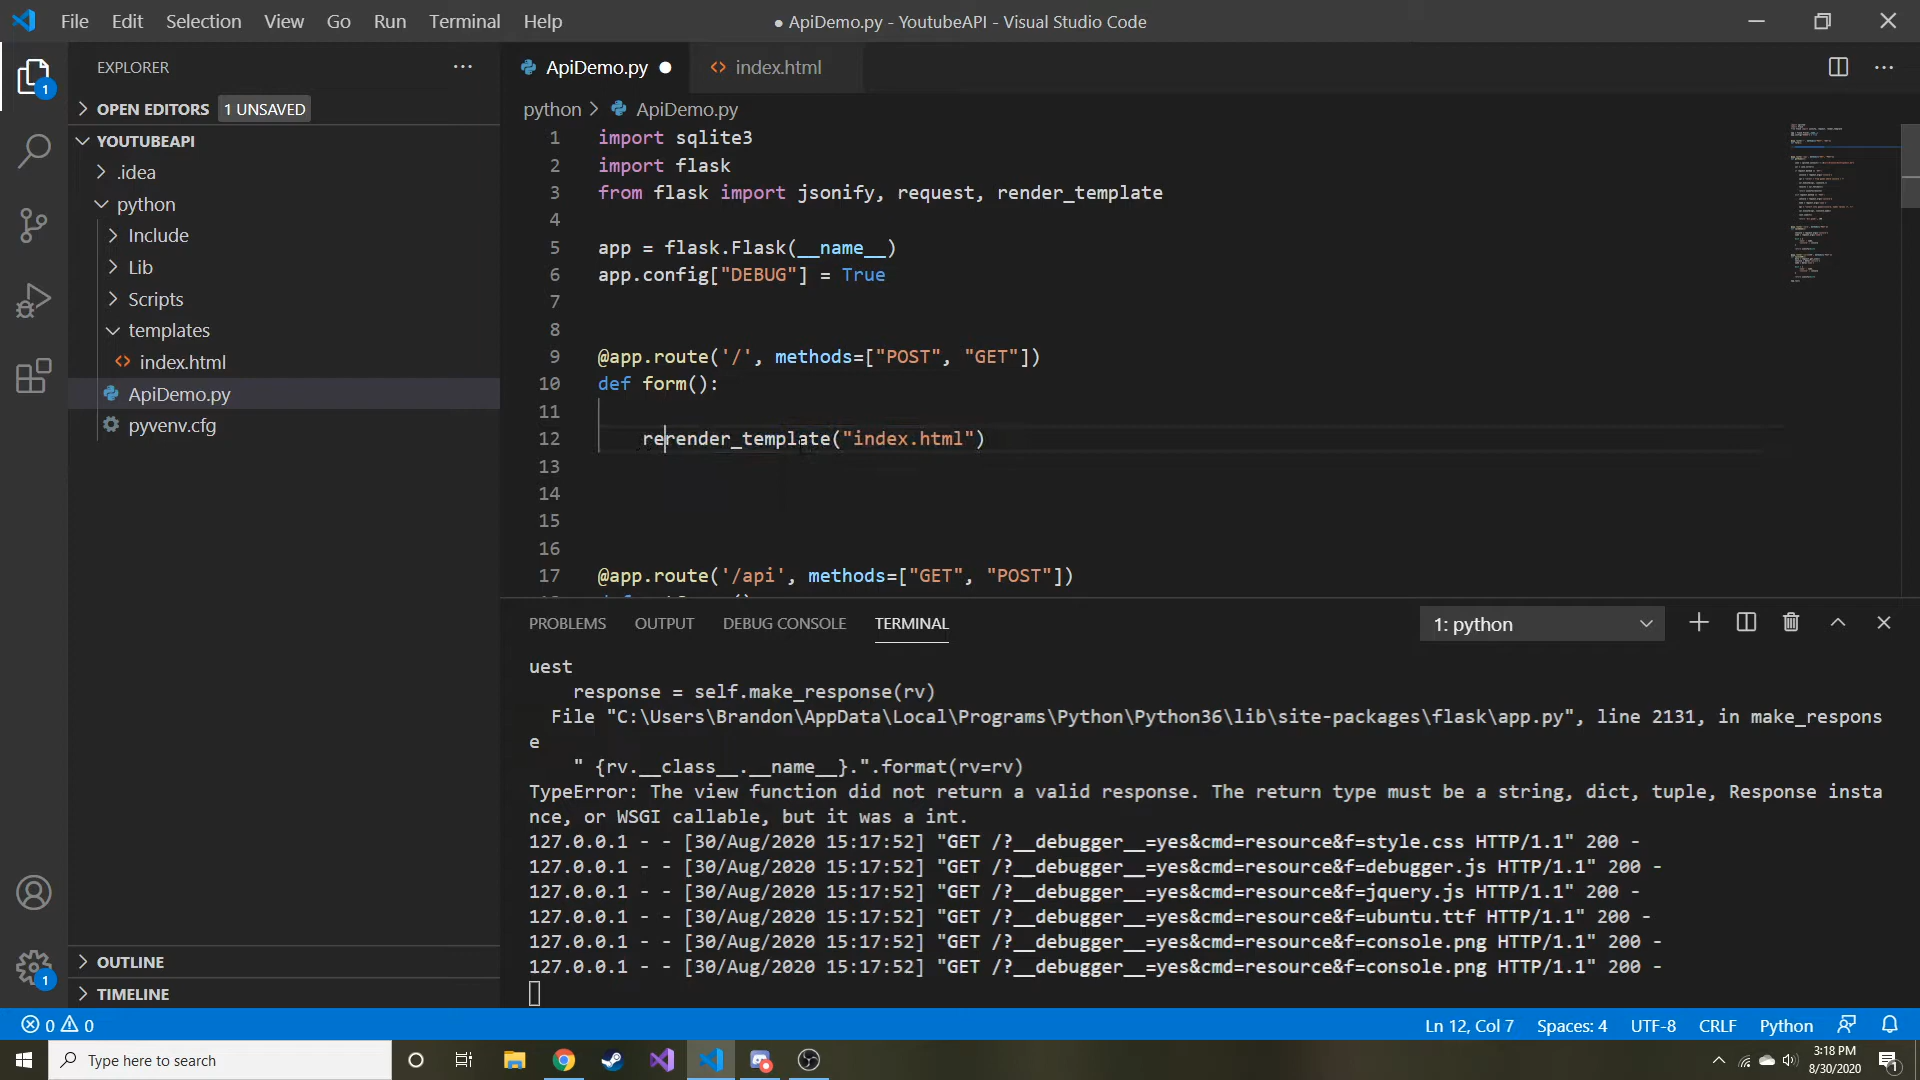 File Edit Selection View Go Run Terminal Help
● ApiDemo.py - YoutubeAPI - Visual Studio Code
EXPLORER
OPEN EDITORS 1 UNSAVED
YOUTUBEAPI
.idea
python
Include
Lib
Scripts
templates
index.html
ApiDemo.py
pyvenv.cfg
OUTLINE
TIMELINE
1
1
ApiDemo.py ● index.html
python > ApiDemo.py
1 import sqlite3
2 import flask
3 from flask import jsonify, request, render_template
4
5 app = flask.Flask(__name__)
6 app.config["DEBUG"] = True
7
8
9 @app.route('/', methods=["POST", "GET"])
10 def form():
11
12 rerender_template("index.html")
13
14
15
16
17 @app.route('/api', methods=["GET", "POST"])
PROBLEMS OUTPUT DEBUG CONSOLE TERMINAL 1: python
uest
response = self.make_response(rv)
File "C:\Users\Brandon\AppData\Local\Programs\Python\Python36\lib\site-packages\flask\app.py", line 2131, in make_respons
e
" {rv.__class__.__name__}.".format(rv=rv)
TypeError: The view function did not return a valid response. The return type must be a string, dict, tuple, Response insta
nce, or WSGI callable, but it was a int.
127.0.0.1 - - [30/Aug/2020 15:17:52] "GET /?__debugger__=yes&cmd=resource&f=style.css HTTP/1.1" 200 -
127.0.0.1 - - [30/Aug/2020 15:17:52] "GET /?__debugger__=yes&cmd=resource&f=debugger.js HTTP/1.1" 200 -
127.0.0.1 - - [30/Aug/2020 15:17:52] "GET /?__debugger__=yes&cmd=resource&f=jquery.js HTTP/1.1" 200 -
127.0.0.1 - - [30/Aug/2020 15:17:52] "GET /?__debugger__=yes&cmd=resource&f=ubuntu.ttf HTTP/1.1" 200 -
127.0.0.1 - - [30/Aug/2020 15:17:52] "GET /?__debugger__=yes&cmd=resource&f=console.png HTTP/1.1" 200 -
127.0.0.1 - - [30/Aug/2020 15:17:52] "GET /?__debugger__=yes&cmd=resource&f=console.png HTTP/1.1" 200 -
0 0 Ln 12, Col 7 Spaces: 4 UTF-8 CRLF Python
Type here to search
3:18 PM
8/30/2020
1